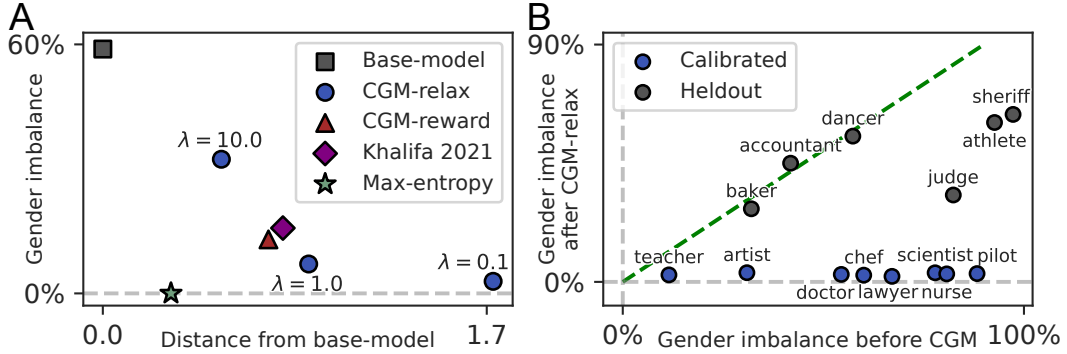 A
60%
0%
Gender imbalance
Base-model
CGM-relax
CGM-reward
Khalifa 2021
Max-entropy
λ = 10.0
λ = 1.0
λ = 0.1
0.0
Distance from base-model
1.7
B
90%
0%
Gender imbalance
after CGM-relax
Calibrated
Heldout
sheriff
dancer
athlete
accountant
judge
baker
teacher
artist
chef
scientist
pilot
doctor
lawyer
nurse
0%
Gender imbalance before CGM
100%